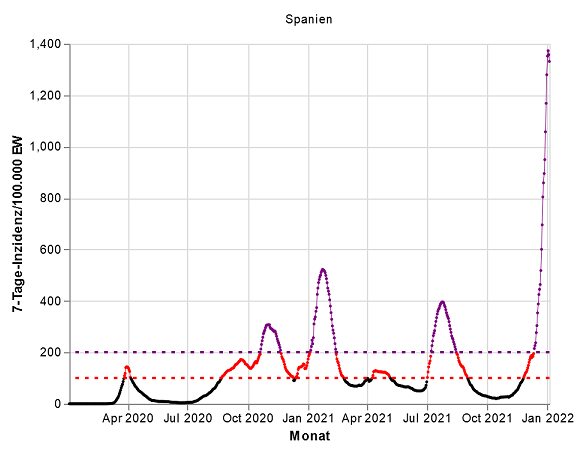 Spanien
7-Tage-Inzidenz/100.000 EW
1,400
1,200
1,000
800
600
400
200
0
Apr 2020 Jul 2020 Oct 2020 Jan 2021 Apr 2021 Jul 2021 Oct 2021 Jan 2022
Monat